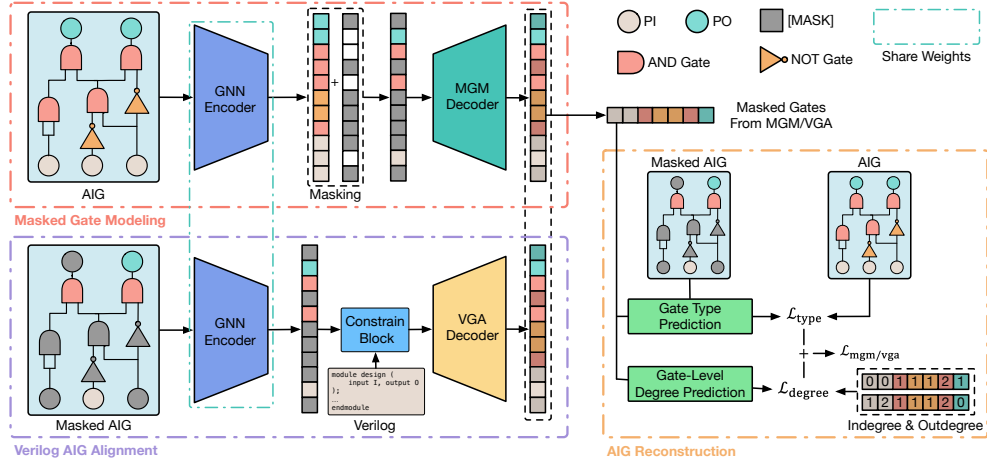 AIG
GNN
Encoder
+
Masking
MGM
Decoder
Masked Gate Modeling
PI
PO
[MASK]
AND Gate
NOT Gate
Share Weights
Masked Gates
From MGM/VGA
Masked AIG
GNN
Encoder
Constrain
Block
module design (
input I, output O
);
…
endmodule
Verilog
VGA
Decoder
Verilog AIG Alignment
Masked AIG
AIG
Gate Type
Prediction
ℒtype
+
ℒmgm/vga
Gate-Level
Degree Prediction
ℒdegree
0 0 1 1 1 2 1
1 2 1 1 1 2 0
Indegree & Outdegree
AIG Reconstruction